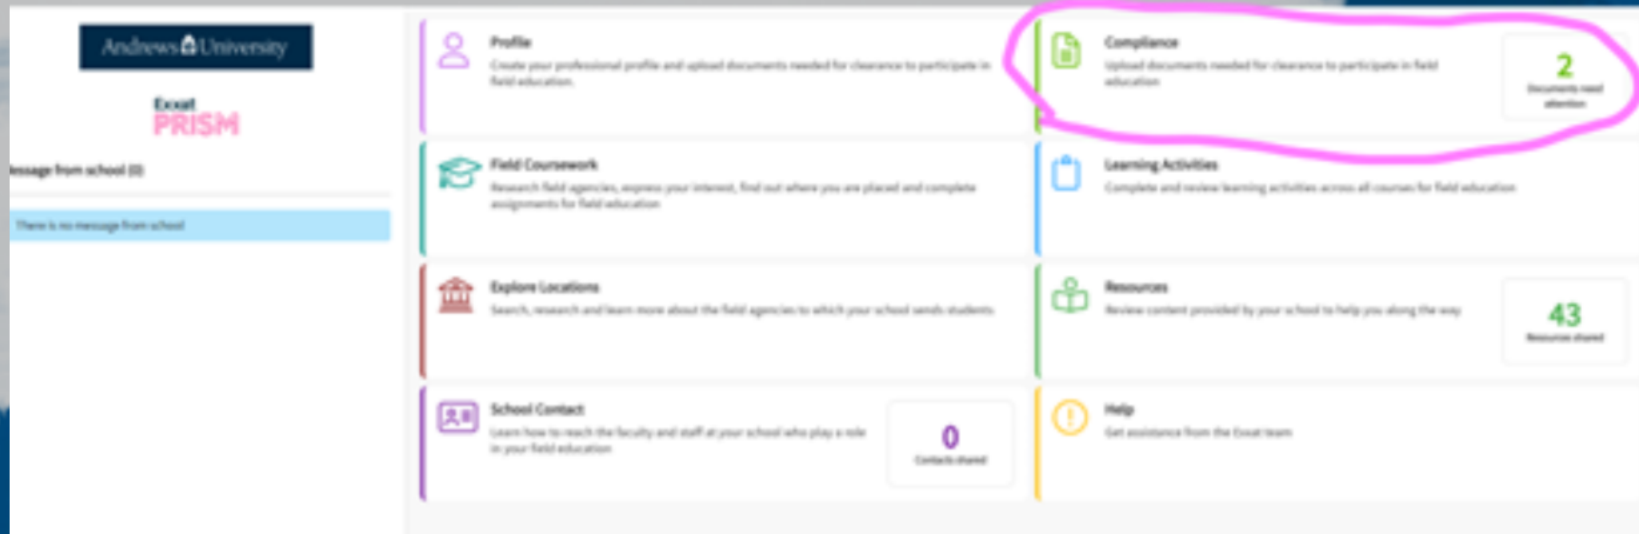 Andrews University
Exxat
PRISM
essage from school (0)
There is no message from school
Profile
Create your professional profile and upload documents needed for clearance to participate in
field education.
Compliance
Upload documents needed for clearance to participate in field
education
2
Documents need
attention
Field Coursework
Research field agencies, express your interest, find out where you are placed and complete
assignments for field education
Learning Activities
Complete and review learning activities across all courses for field education
Explore Locations
Search, research and learn more about the field agencies to which your school sends students
Resources
Review content provided by your school to help you along the way
43
Resources shared
School Contact
Learn how to reach the faculty and staff at your school who play a role
in your field education
0
Contacts shared
Help
Get assistance from the Exxat team